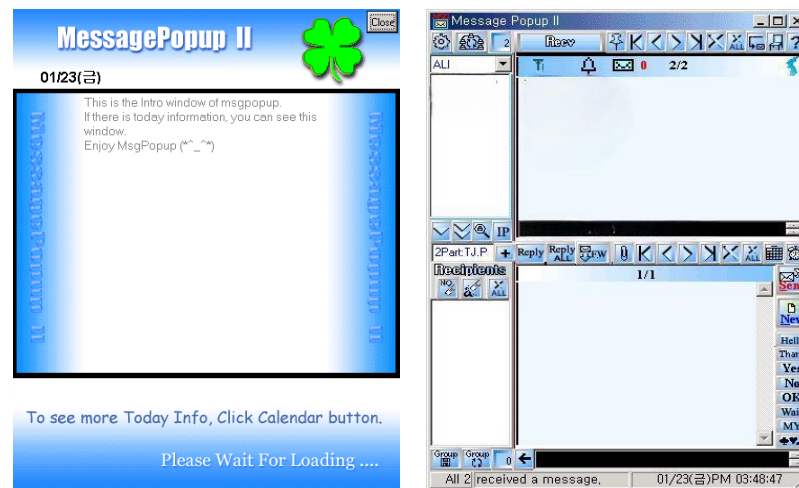 MessagePopup II
Close
01/23(금)
This is the Intro window of msgpopup.
If there is today information, you can see this
window.
Enjoy MsgPopup (*^_^*)
MessagePopup II
MessagePopup II
To see more Today Info, Click Calendar button.
Please Wait For Loading ....
Message Popup II
2
Recv
ALL
ALI
0
2/2
IP
2Part:TJ.P
+
Reply
Reply ALL
FW
ALL
Recipients
NO
a
ALL
1/1
Hell
Than
Yes
No
OK
Wai
MY
Group
Group
0
All 2
received a message,
01/23(금)PM 03:48:47